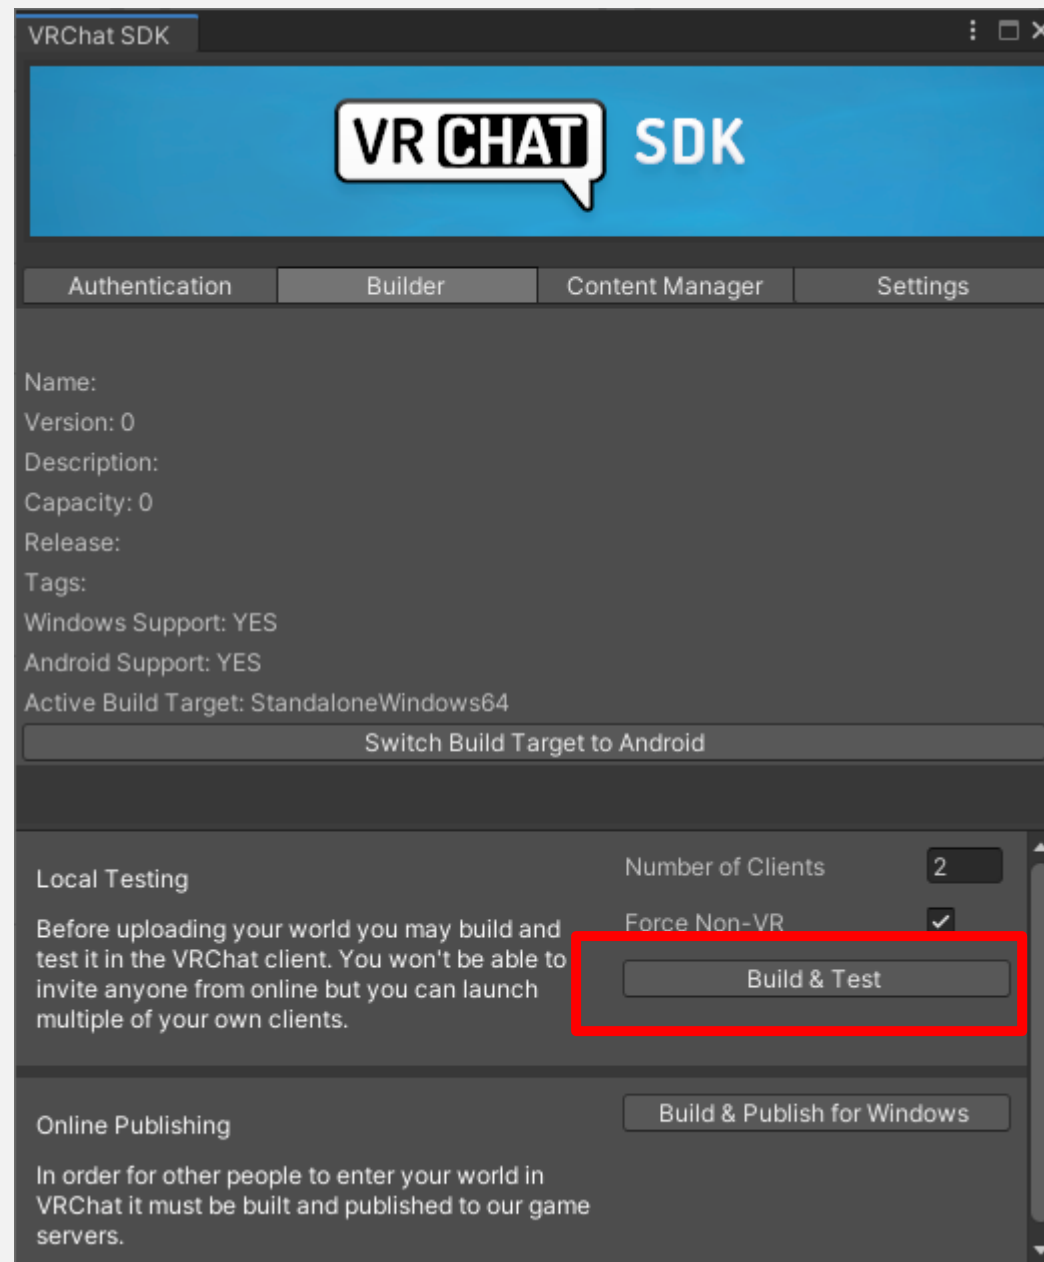 VRChat SDK
VRCHAT SDK
Authentication Builder Content Manager Settings
Name:
Version: 0
Description:
Capacity: 0
Release:
Tags:
Windows Support: YES
Android Support: YES
Active Build Target: StandaloneWindows64
Switch Build Target to Android
Local Testing
Before uploading your world you may build and
test it in the VRChat client. You won't be able to
invite anyone from online but you can launch
multiple of your own clients.
Number of Clients 2
Force Non-VR
Build & Test
Online Publishing
In order for other people to enter your world in
VRChat it must be built and published to our game
servers.
Build & Publish for Windows